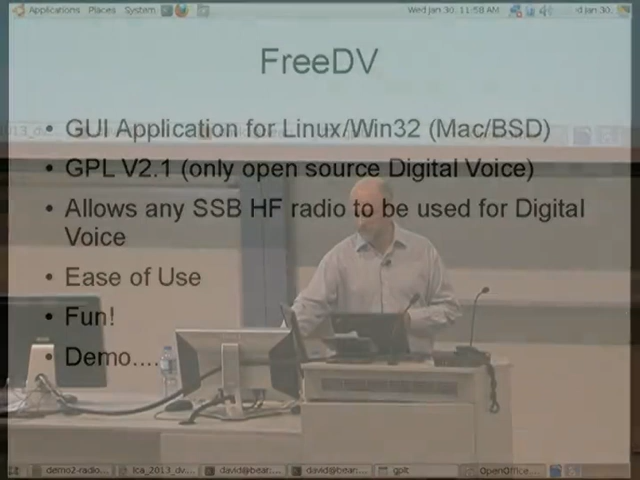 Applications Places System Wed Jan 30, 11:58 AM
FreeDV
• GUI Application for Linux/Win32 (Mac/BSD)
• GPL V2.1 (only open source Digital Voice)
• Allows any SSB HF radio to be used for Digital
Voice
• Ease of Use
• Fun!
• Demo....
demo2-radio... lca_2013_dv... david@bear:... david@bear:... gplt OpenOffice...